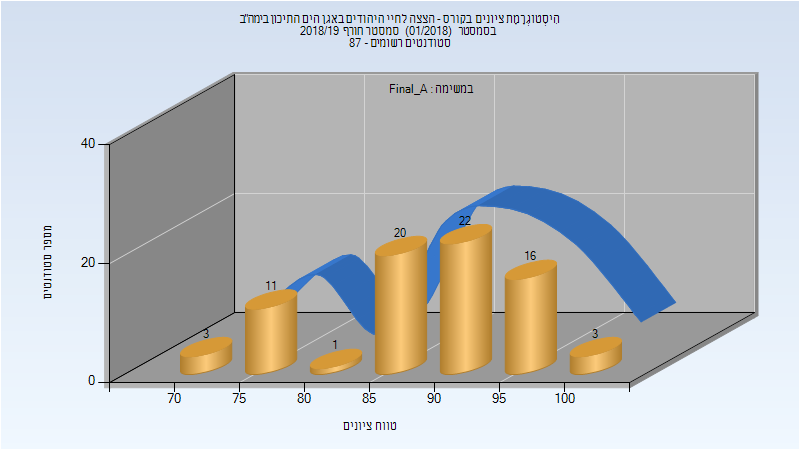 היסטוגרמת ציונים בקורס - הצצה לחיי היהודים באגן הים התיכון בימה"ב
בסמסטר (01/2018) סמסטר חורף 2018/19
סטודנטים רשומים - 87
במשימה : Final_A
מספר סטודנטים
40
20
0
3
11
1
20
22
16
3
70
75
80
85
90
95
100
טווח ציונים